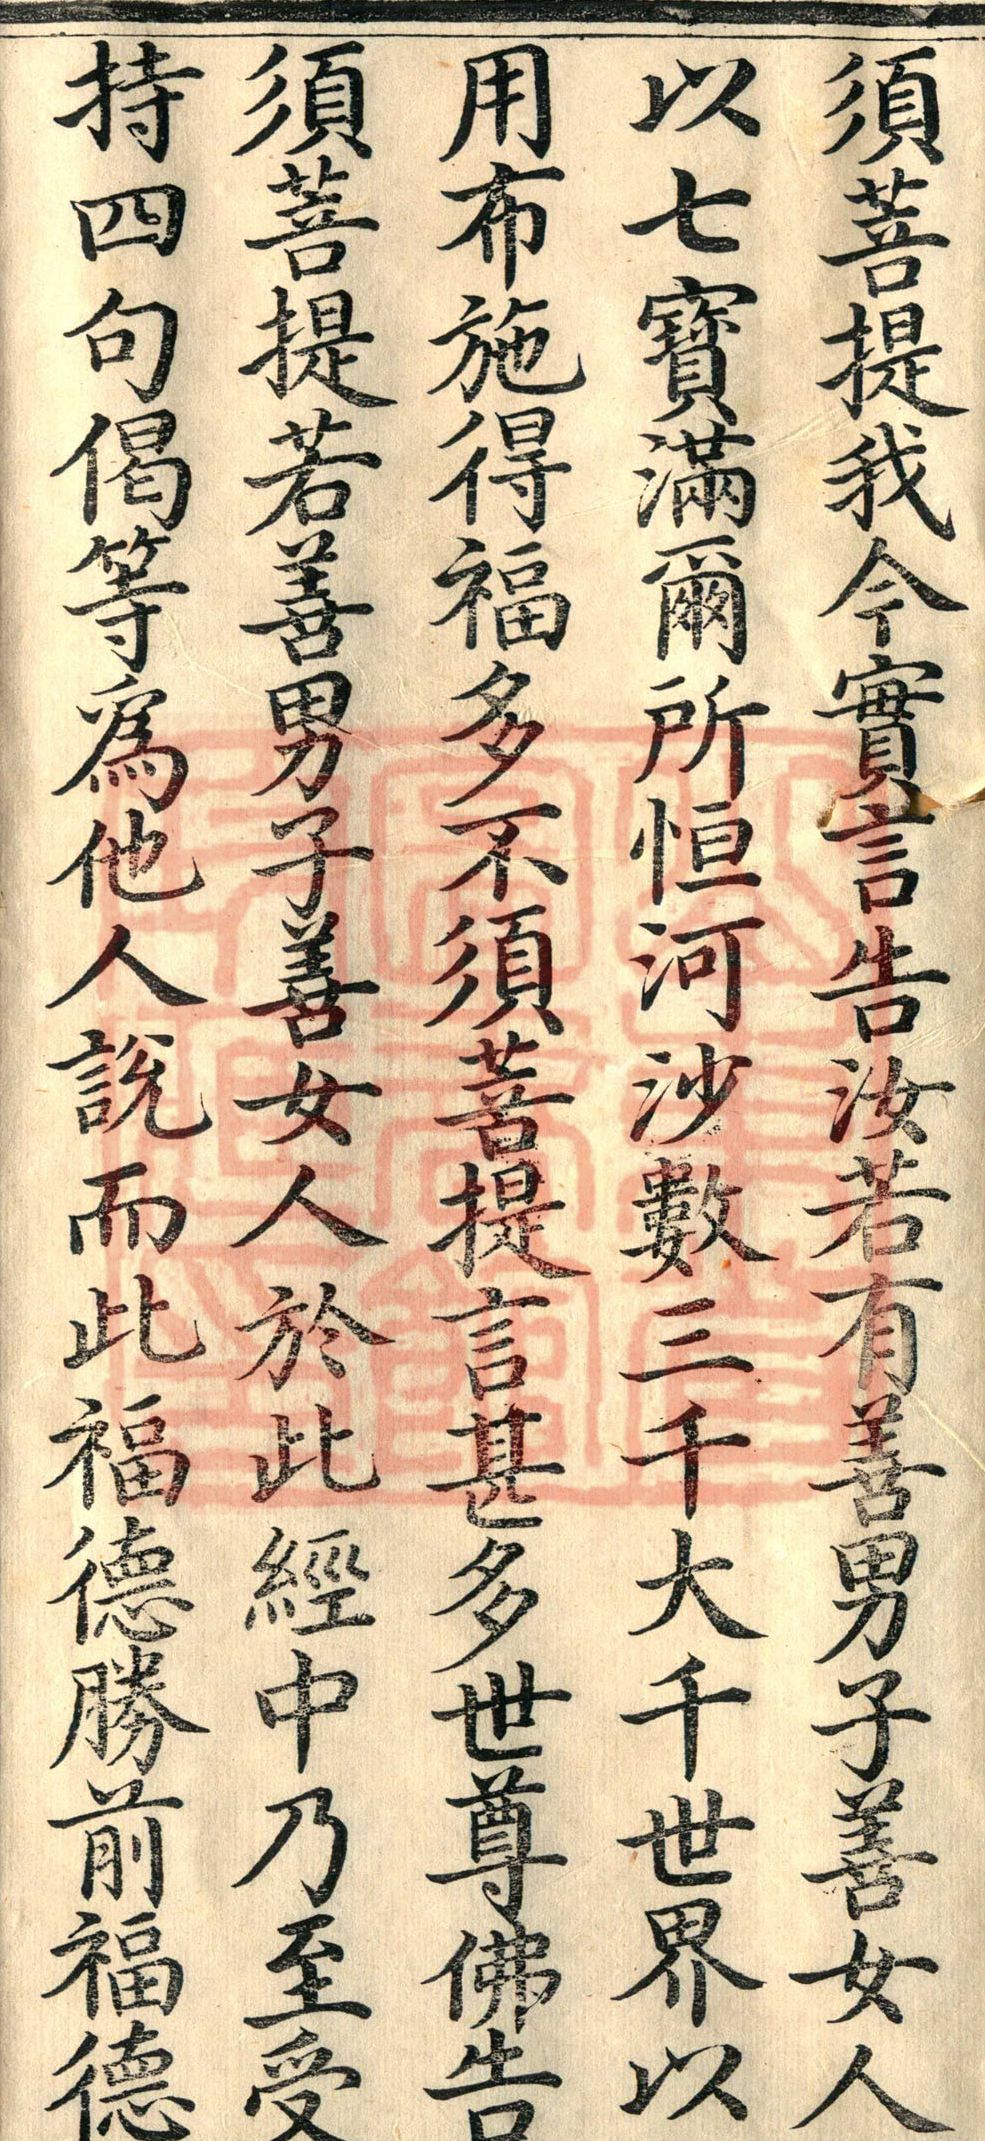 須菩提我今實言告汝若有善男子善女人
以七寳滿爾所恒河沙數三千大千世界以
用布施得福多不須菩提言甚多世尊佛告
須菩提若善男子善女人於此經中乃至受
持四句偈等為他人說而此福德勝前福德